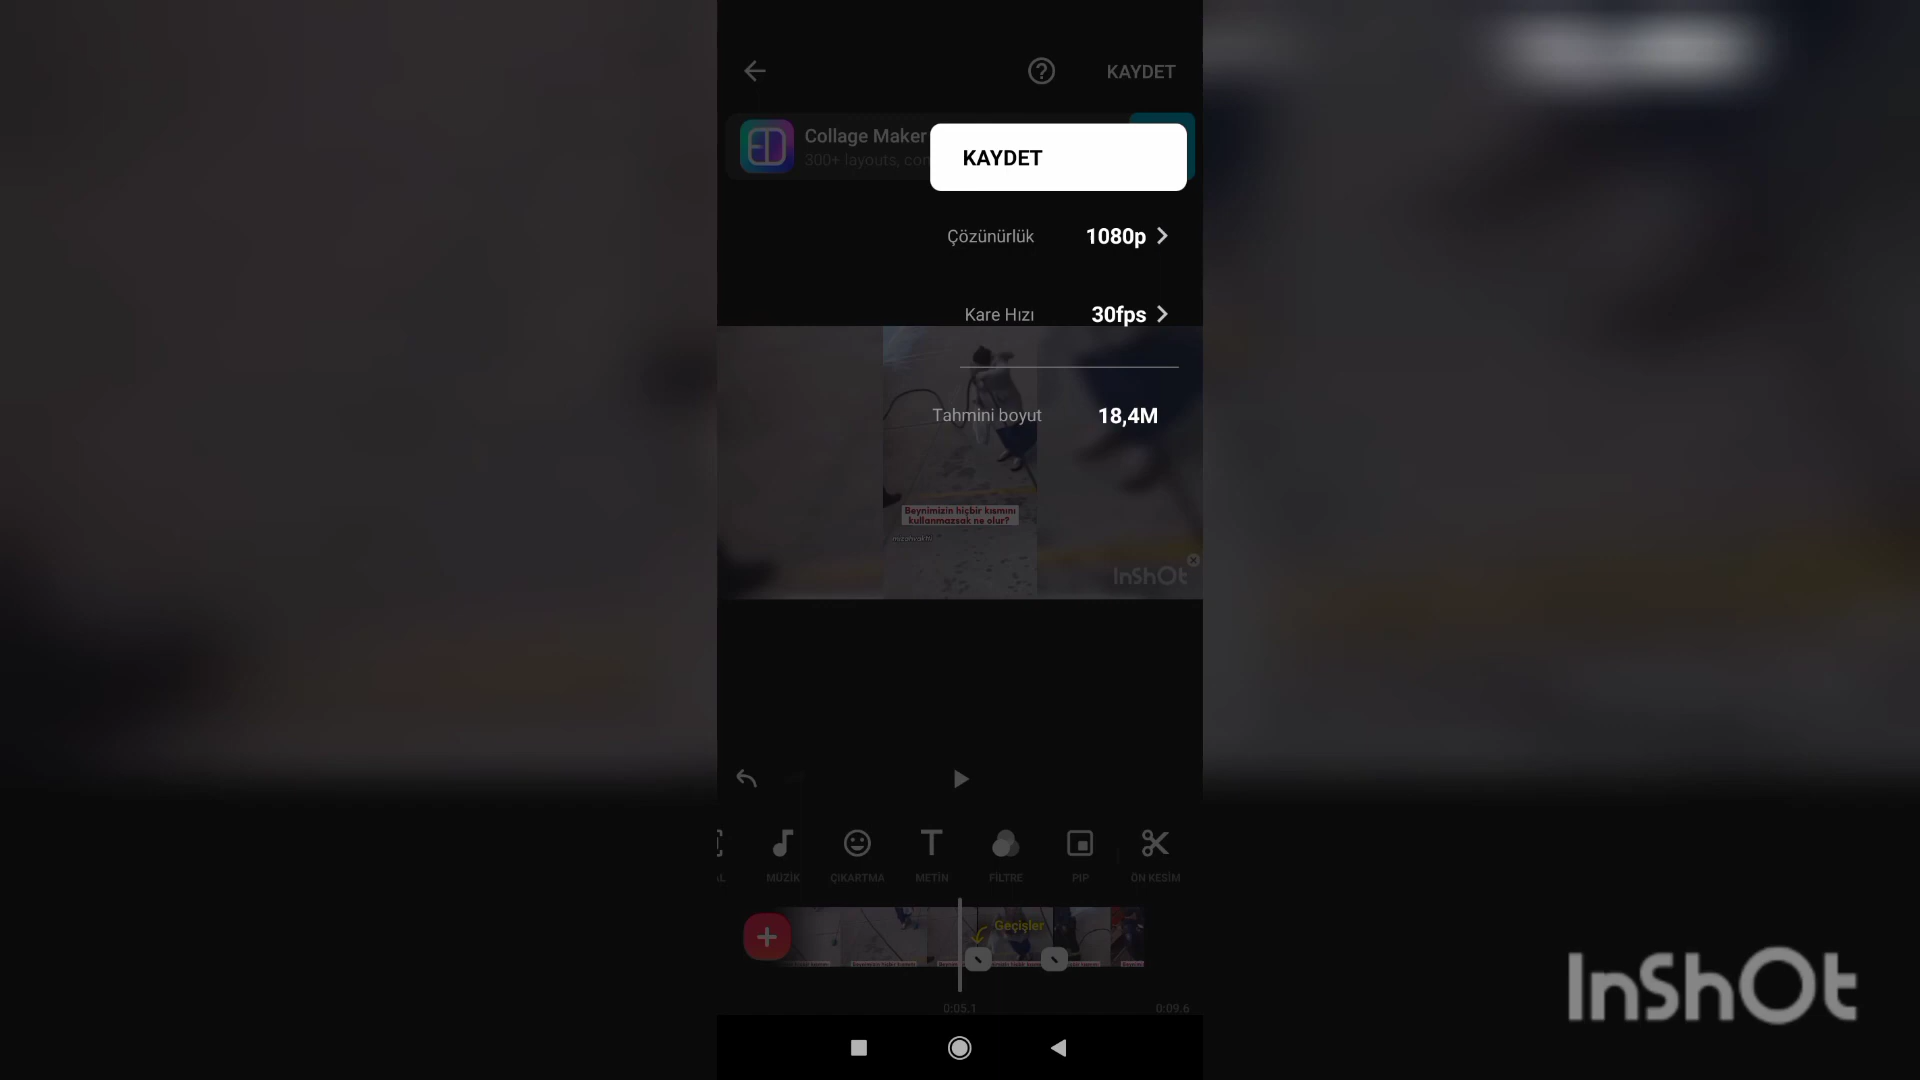 KAYDET
Collage Maker
300+ layouts, con
KAYDET
Çözünürlük 1080p
Kare Hızı 30fps
Tahmini boyut 18,4M
Beynimizin hiçbir kısmını
kullanmazsak ne olur?
InShOt
AL MÜZİK ÇIKARTMA METİN FİLTRE PIP ÖN KESİM
Geçişler
0:05.1 0:09.6
InShOt